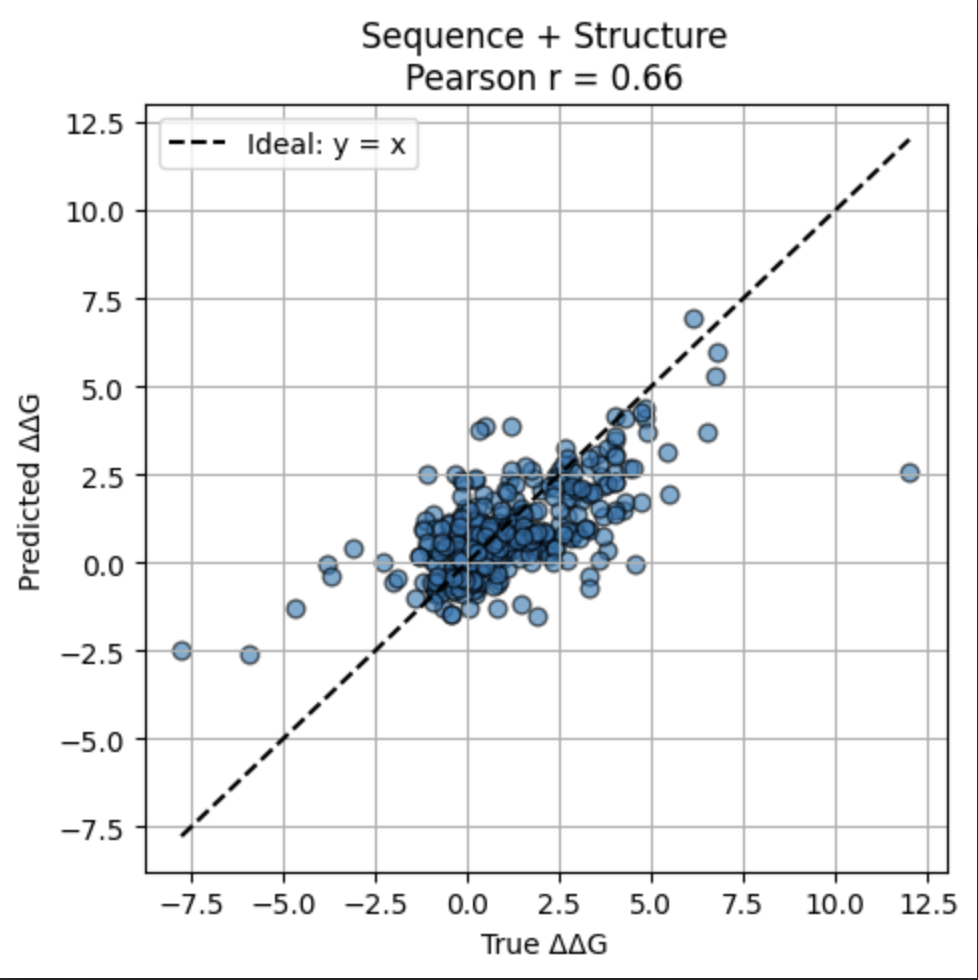 Sequence + Structure
Pearson r = 0.66
12.5
Ideal: y = x
10.0
7.5
5.0
2.5
0.0
−2.5
−5.0
−7.5
Predicted ΔΔG
−7.5 −5.0 −2.5 0.0 2.5 5.0 7.5 10.0 12.5
True ΔΔG